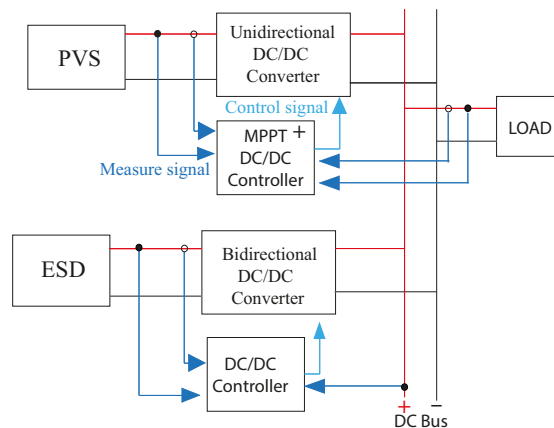 PVS
Unidirectional
DC/DC
Converter
Control signal
MPPT +
DC/DC
Controller
Measure signal
LOAD
ESD
Bidirectional
DC/DC
Converter
DC/DC
Controller
+ −
DC Bus